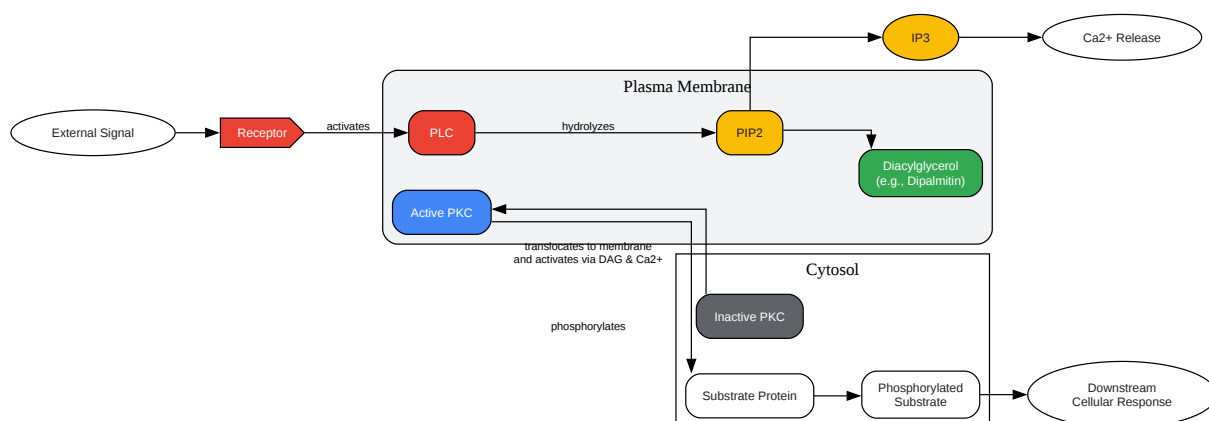 IP3
Ca2+ Release
Plasma Membrane
External Signal
Receptor
activates
PLC
hydrolyzes
PIP2
Diacylglycerol
(e.g., Dipalmitin)
Active PKC
translocates to membrane
and activates via DAG & Ca2+
Cytosol
Inactive PKC
phosphorylates
Substrate Protein
Phosphorylated
Substrate
Downstream
Cellular Response